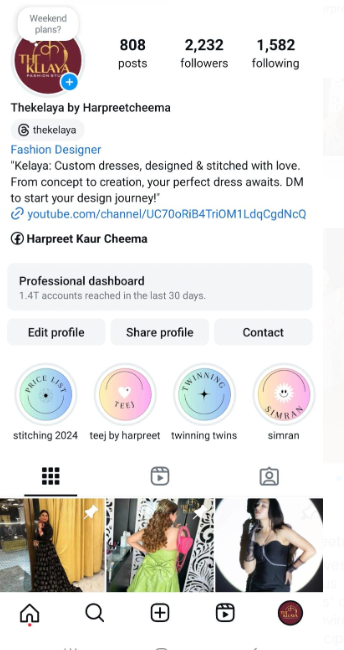 Weekend
plans?
THE
KELAYA
FASHION STU
808
posts
2,232
followers
1,582
following
Thekelaya by Harpreetcheema
thekelaya
Fashion Designer
"Kelaya: Custom dresses, designed & stitched with love.
From concept to creation, your perfect dress awaits. DM
to start your design journey!"
youtube.com/channel/UC70oRiB4TriOM1LdqCgdNcQ
Harpreet Kaur Cheema
Professional dashboard
1.4T accounts reached in the last 30 days.
Edit profile
Share profile
Contact
PRICE LIST
TEEJ
TWINNING
SIMRAN
stitching 2024
teej by harpreet
twinning twins
simran